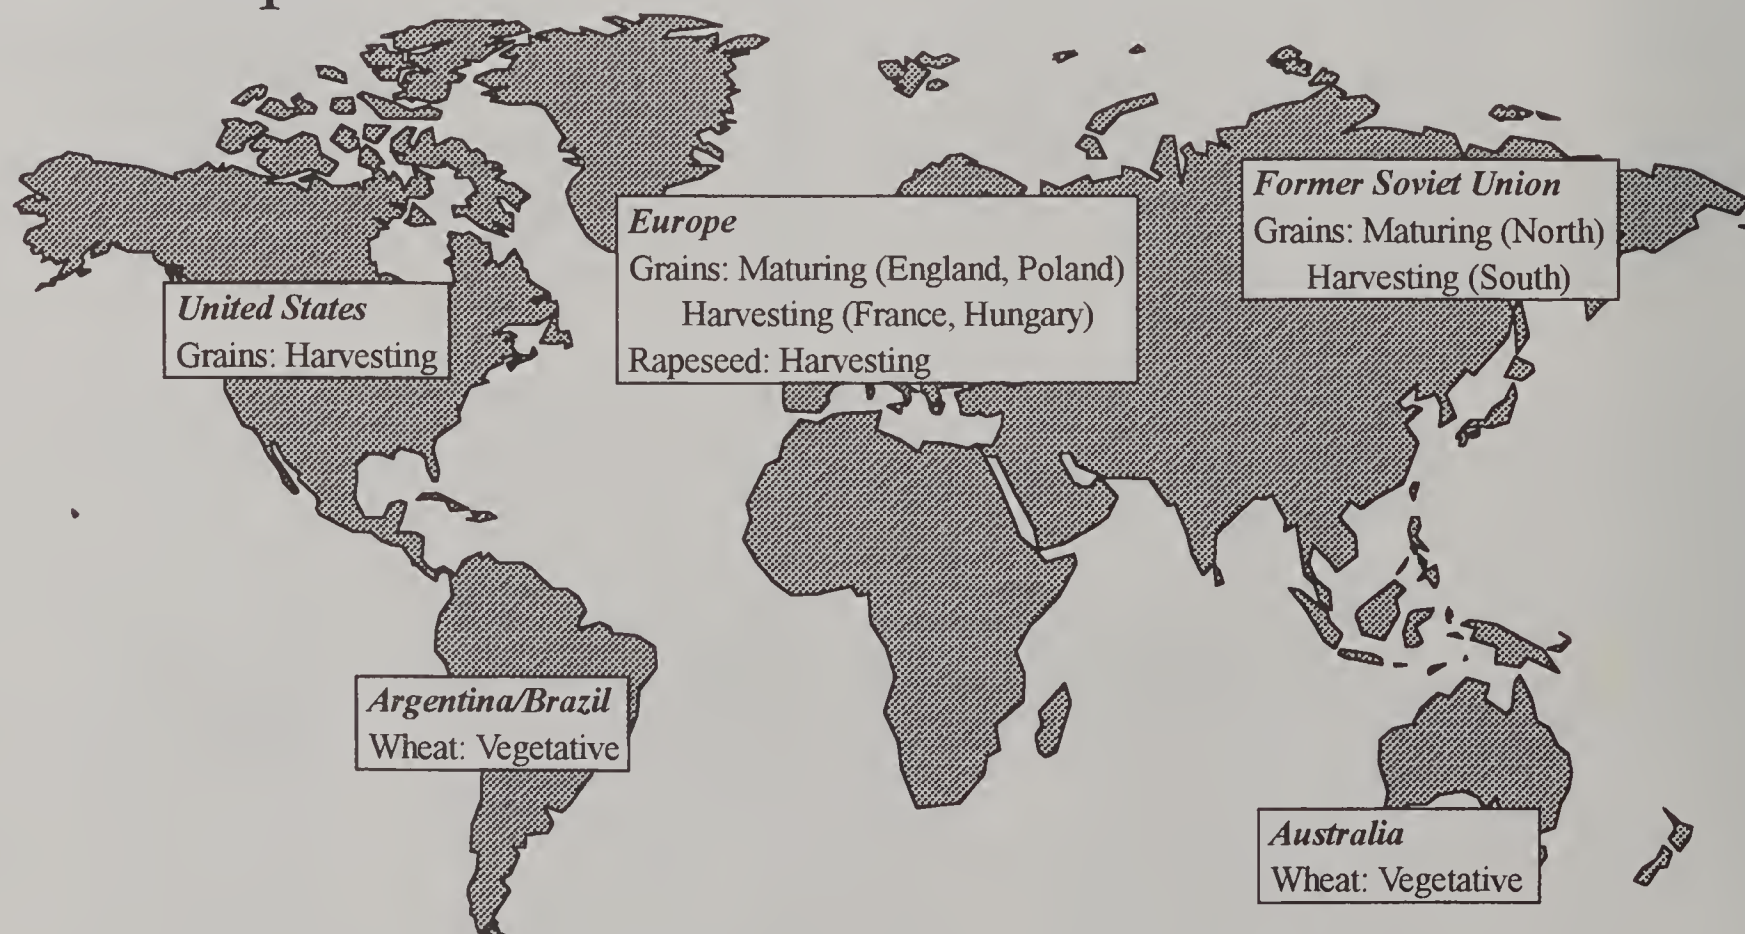 Former Soviet Union
Grains: Maturing (North)
Harvesting (South)
Europe
Grains: Maturing (England, Poland)
Harvesting (France, Hungary)
Rapeseed: Harvesting
United States
Grains: Harvesting
Argentina/Brazil
Wheat: Vegetative
Australia
Wheat: Vegetative